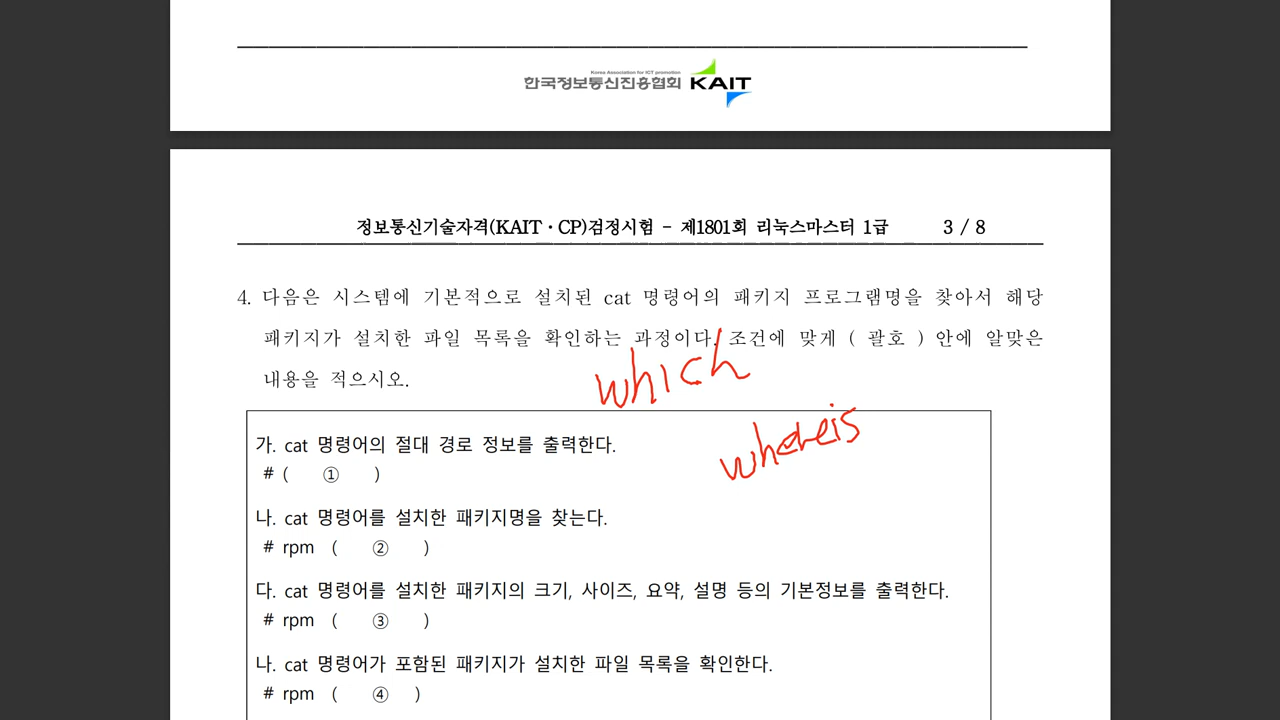 Korea Association for ICT promotion
한국정보통신진흥협회 KAIT
정보통신기술자격(KAIT・CP)검정시험 - 제1801회 리눅스마스터 1급 3 / 8
4. 다음은 시스템에 기본적으로 설치된 cat 명령어의 패키지 프로그램명을 찾아서 해당
패키지가 설치한 파일 목록을 확인하는 과정이다. 조건에 맞게 ( 괄호 ) 안에 알맞은
내용을 적으시오.
which
whereis
가. cat 명령어의 절대 경로 정보를 출력한다.
# ( ① )
나. cat 명령어를 설치한 패키지명을 찾는다.
# rpm ( ② )
다. cat 명령어를 설치한 패키지의 크기, 사이즈, 요약, 설명 등의 기본정보를 출력한다.
# rpm ( ③ )
나. cat 명령어가 포함된 패키지가 설치한 파일 목록을 확인한다.
# rpm ( ④ )